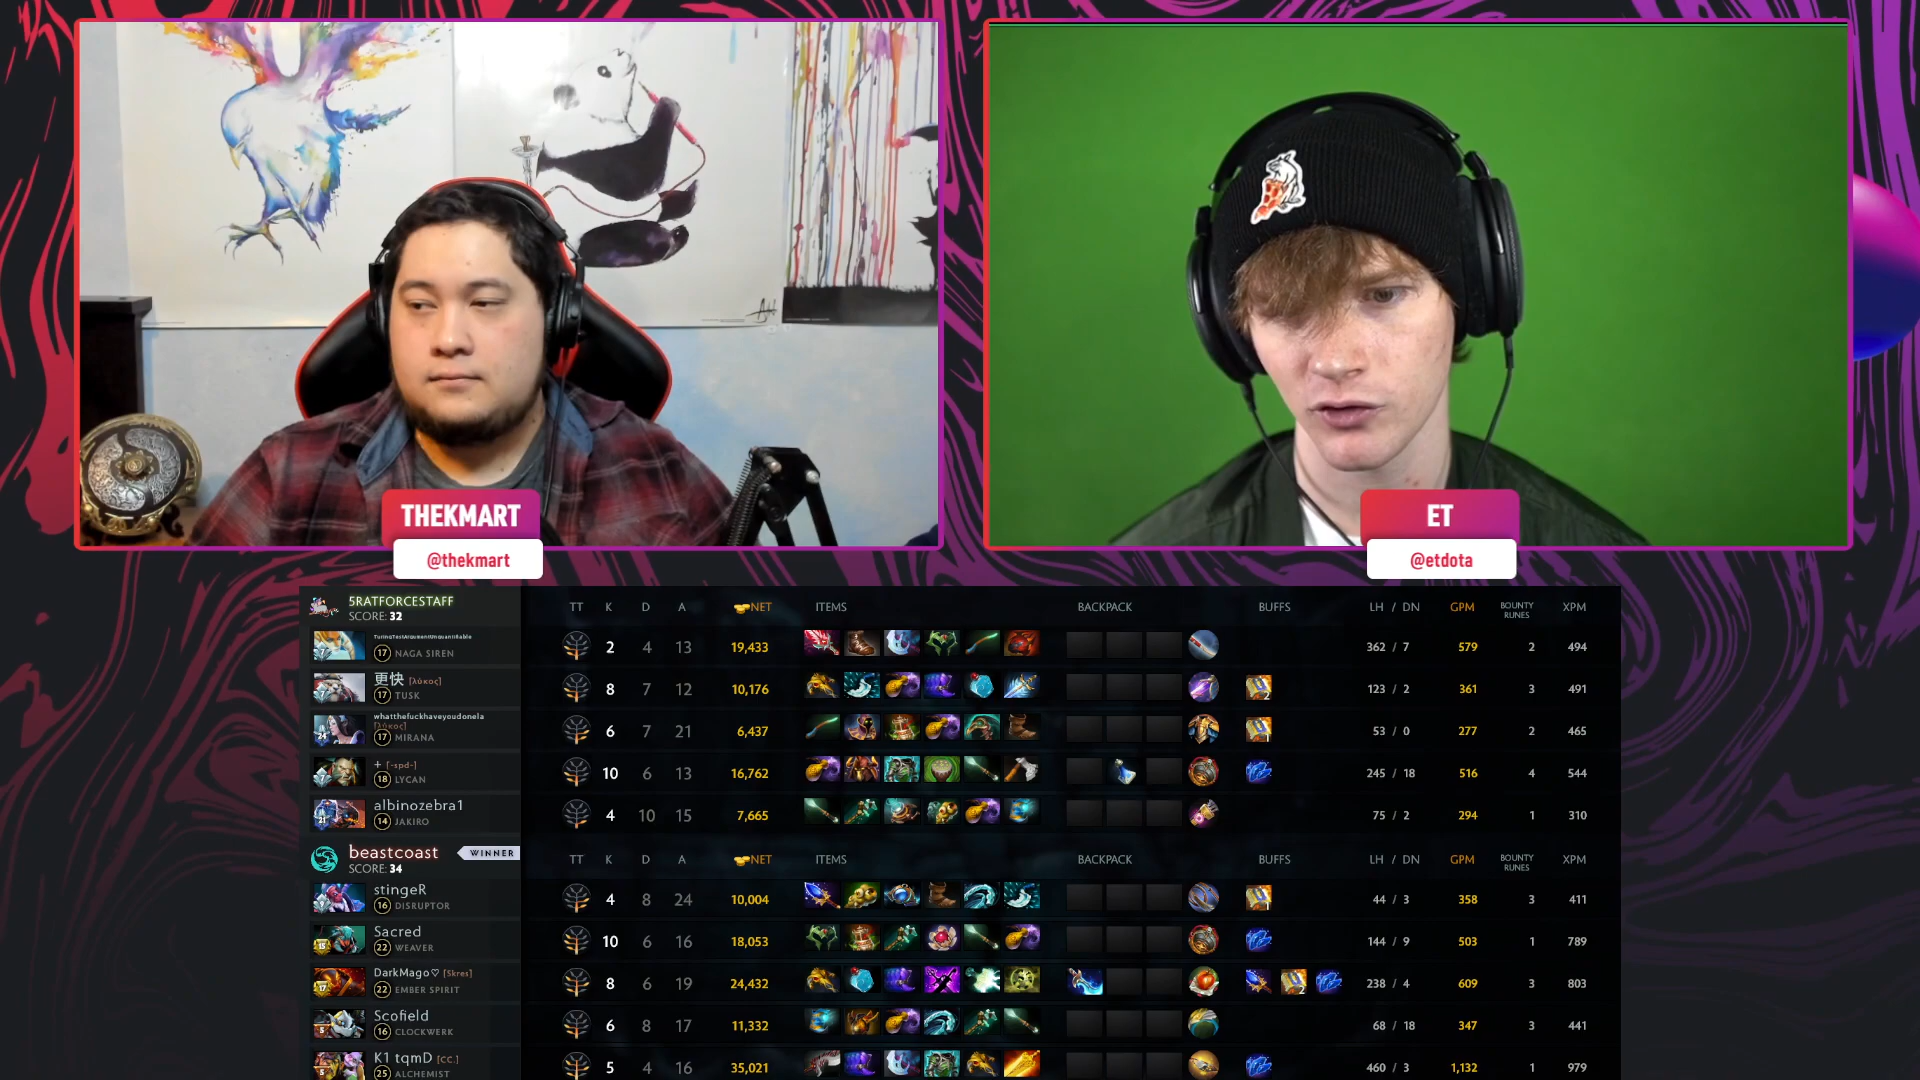 THEKMART
@thekmart
ET
@etdota
5RATFORCESTAFF
SCORE: 32
TT K D A NET ITEMS BACKPACK BUFFS LH / DN GPM BOUNTY RUNES XPM
TuringTestArgumentUnquantifiable
17 NAGA SIREN
2 4 13 19,433 362 / 7 579 2 494
更快 [λύκος]
17 TUSK
8 7 12 10,176 2 123 / 2 361 3 491
whatthefuckhaveyoudonela
[λύκος]
17 MIRANA
6 7 21 6,437 53 / 0 277 2 465
+ [-spd-]
18 LYCAN
10 6 13 16,762 245 / 18 516 4 544
albinozebra1
14 JAKIRO
4 10 15 7,665 75 / 2 294 1 310
beastcoast WINNER
SCORE: 34
TT K D A NET ITEMS BACKPACK BUFFS LH / DN GPM BOUNTY RUNES XPM
stingeR
16 DISRUPTOR
4 8 24 10,004 44 / 3 358 3 411
Sacred
22 WEAVER
10 6 16 18,053 144 / 9 503 1 789
DarkMago♡ [Skres]
22 EMBER SPIRIT
8 6 19 24,432 2 238 / 4 609 3 803
Scofield
16 CLOCKWERK
6 8 17 11,332 68 / 18 347 3 441
K1 tqmD [CC.]
25 ALCHEMIST
5 4 16 35,021 460 / 3 1,132 1 979